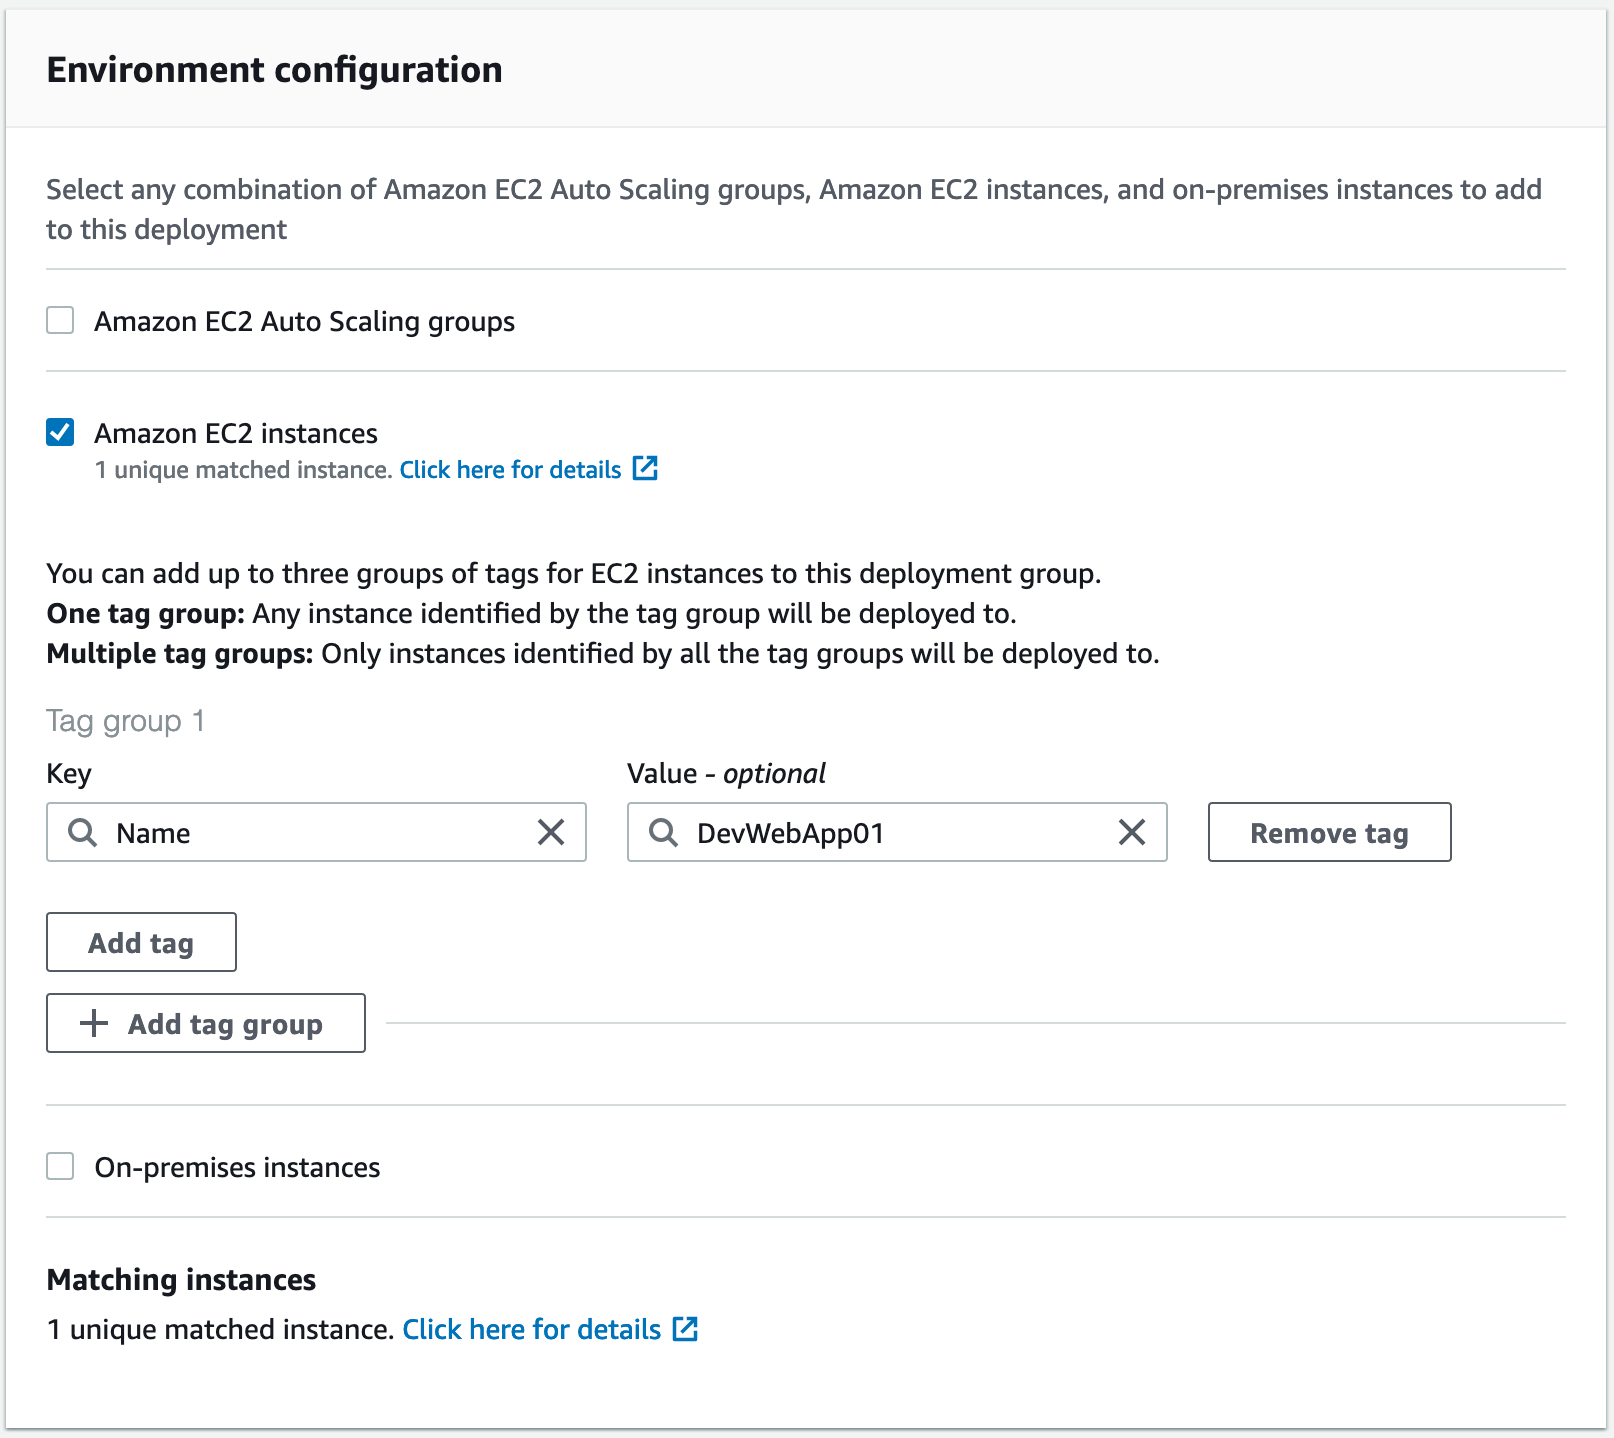 Environment configuration
Select any combination of Amazon EC2 Auto Scaling groups, Amazon EC2 instances, and on-premises instances to add
to this deployment
Amazon EC2 Auto Scaling groups
Amazon EC2 instances
1 unique matched instance. Click here for details
You can add up to three groups of tags for EC2 instances to this deployment group.
One tag group: Any instance identified by the tag group will be deployed to.
Multiple tag groups: Only instances identified by all the tag groups will be deployed to.
Tag group 1
Key Value - optional
Name DevWebApp01 Remove tag
Add tag
Add tag group
On-premises instances
Matching instances
1 unique matched instance. Click here for details